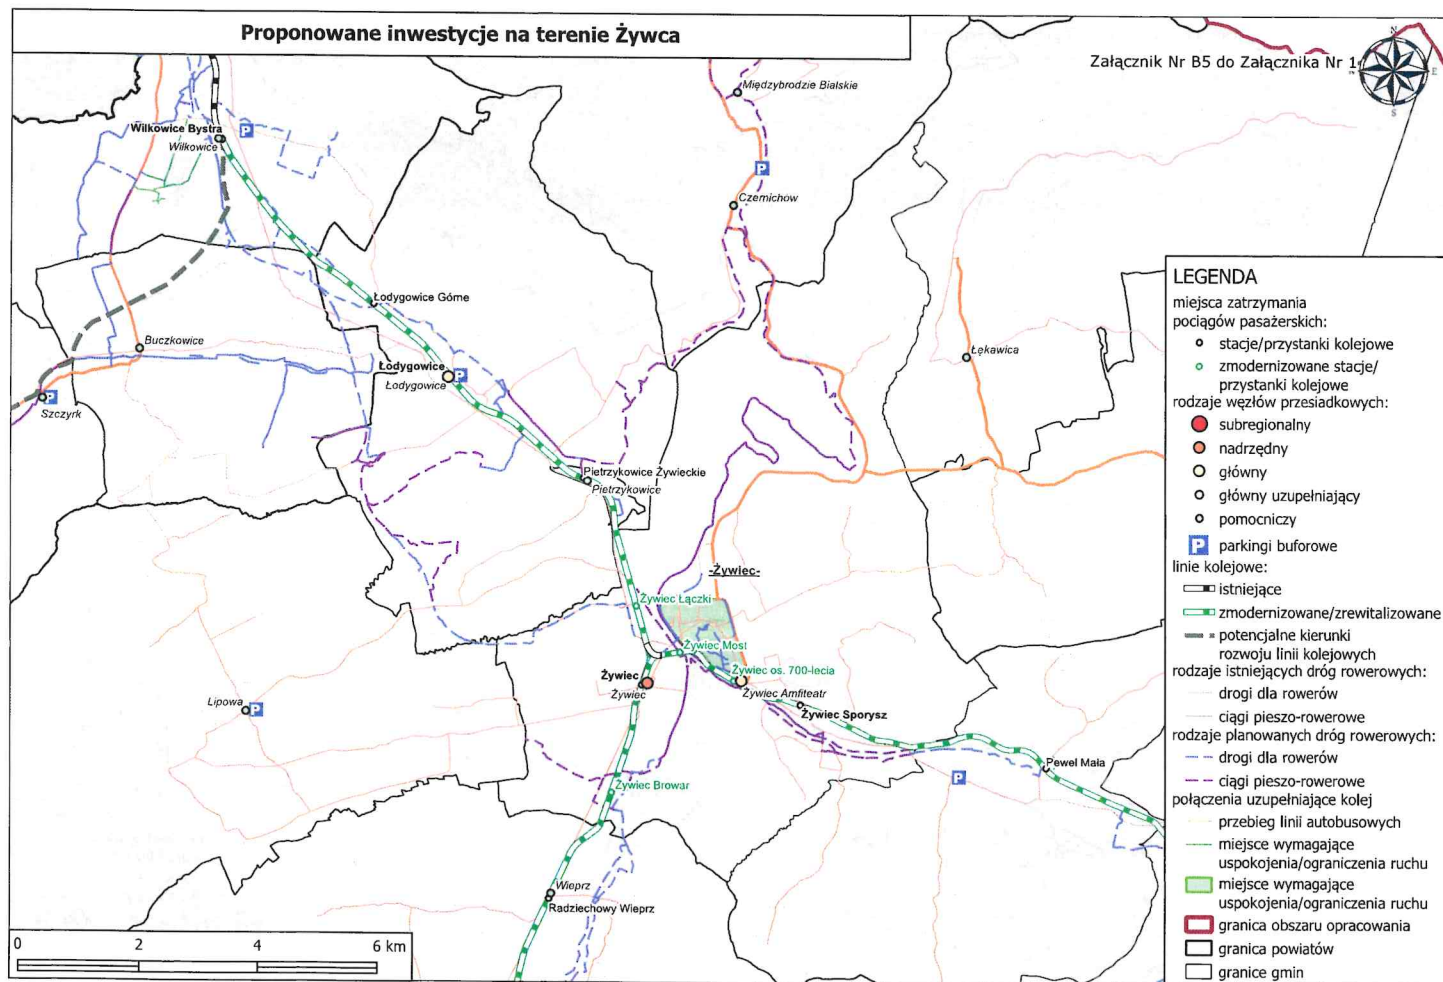 Proponowane inwestycje na terenie Żywca
Załącznik Nr B5 do Załącznika Nr 1
N
E
S
Międzybrodzie Bialskie
Wilkowice Bystra
Wilkowice
P
P
Czernichow
Łodygowice Górne
Buczkowice
Łękawica
Łodygowice
Łodygowice
P
Szczyrk
P
Pietrzykowice Żywieckie
Pietrzykowice
-Żywiec-
Żywiec Łączki
Żywiec Most
Żywiec os. 700-lecia
Żywiec
Żywiec
Żywiec Amfiteatr
Lipowa
P
Żywiec Sporysz
Pewel Mała
P
Żywiec Browar
Wieprz
Radziechowy Wieprz
0 2 4 6 km
LEGENDA
miejsca zatrzymania
pociągów pasażerskich:
stacje/przystanki kolejowe
zmodernizowane stacje/
przystanki kolejowe
rodzaje węzłów przesiadkowych:
subregionalny
nadrzędny
główny
główny uzupełniający
pomocniczy
P parkingi buforowe
linie kolejowe:
istniejące
zmodernizowane/zrewitalizowane
potencjalne kierunki
rozwoju linii kolejowych
rodzaje istniejących dróg rowerowych:
drogi dla rowerów
ciągi pieszo-rowerowe
rodzaje planowanych dróg rowerowych:
drogi dla rowerów
ciągi pieszo-rowerowe
połączenia uzupełniające kolej
przebieg linii autobusowych
miejsce wymagające
uspokojenia/ograniczenia ruchu
miejsce wymagające
uspokojenia/ograniczenia ruchu
granica obszaru opracowania
granica powiatów
granice gmin